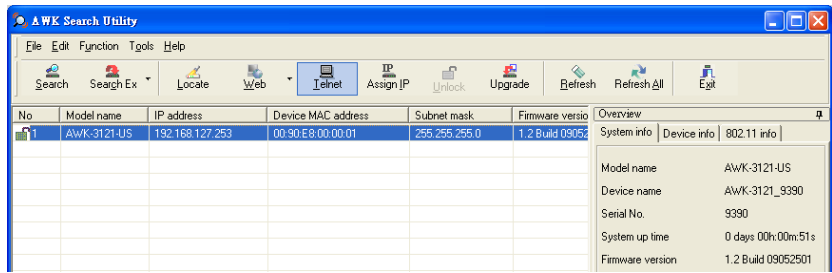 AWK Search Utility
File Edit Function Tools Help
Search Search Ex Locate Web Telnet IP Assign IP Unlock Upgrade Refresh Refresh All Exit
No Model name IP address Device MAC address Subnet mask Firmware versio
1 AWK-3121-US 192.168.127.253 00:90:E8:00:00:01 255.255.255.0 1.2 Build 09052
Overview
System info Device info 802.11 info
Model name AWK-3121-US
Device name AWK-3121_9390
Serial No. 9390
System up time 0 days 00h:00m:51s
Firmware version 1.2 Build 09052501